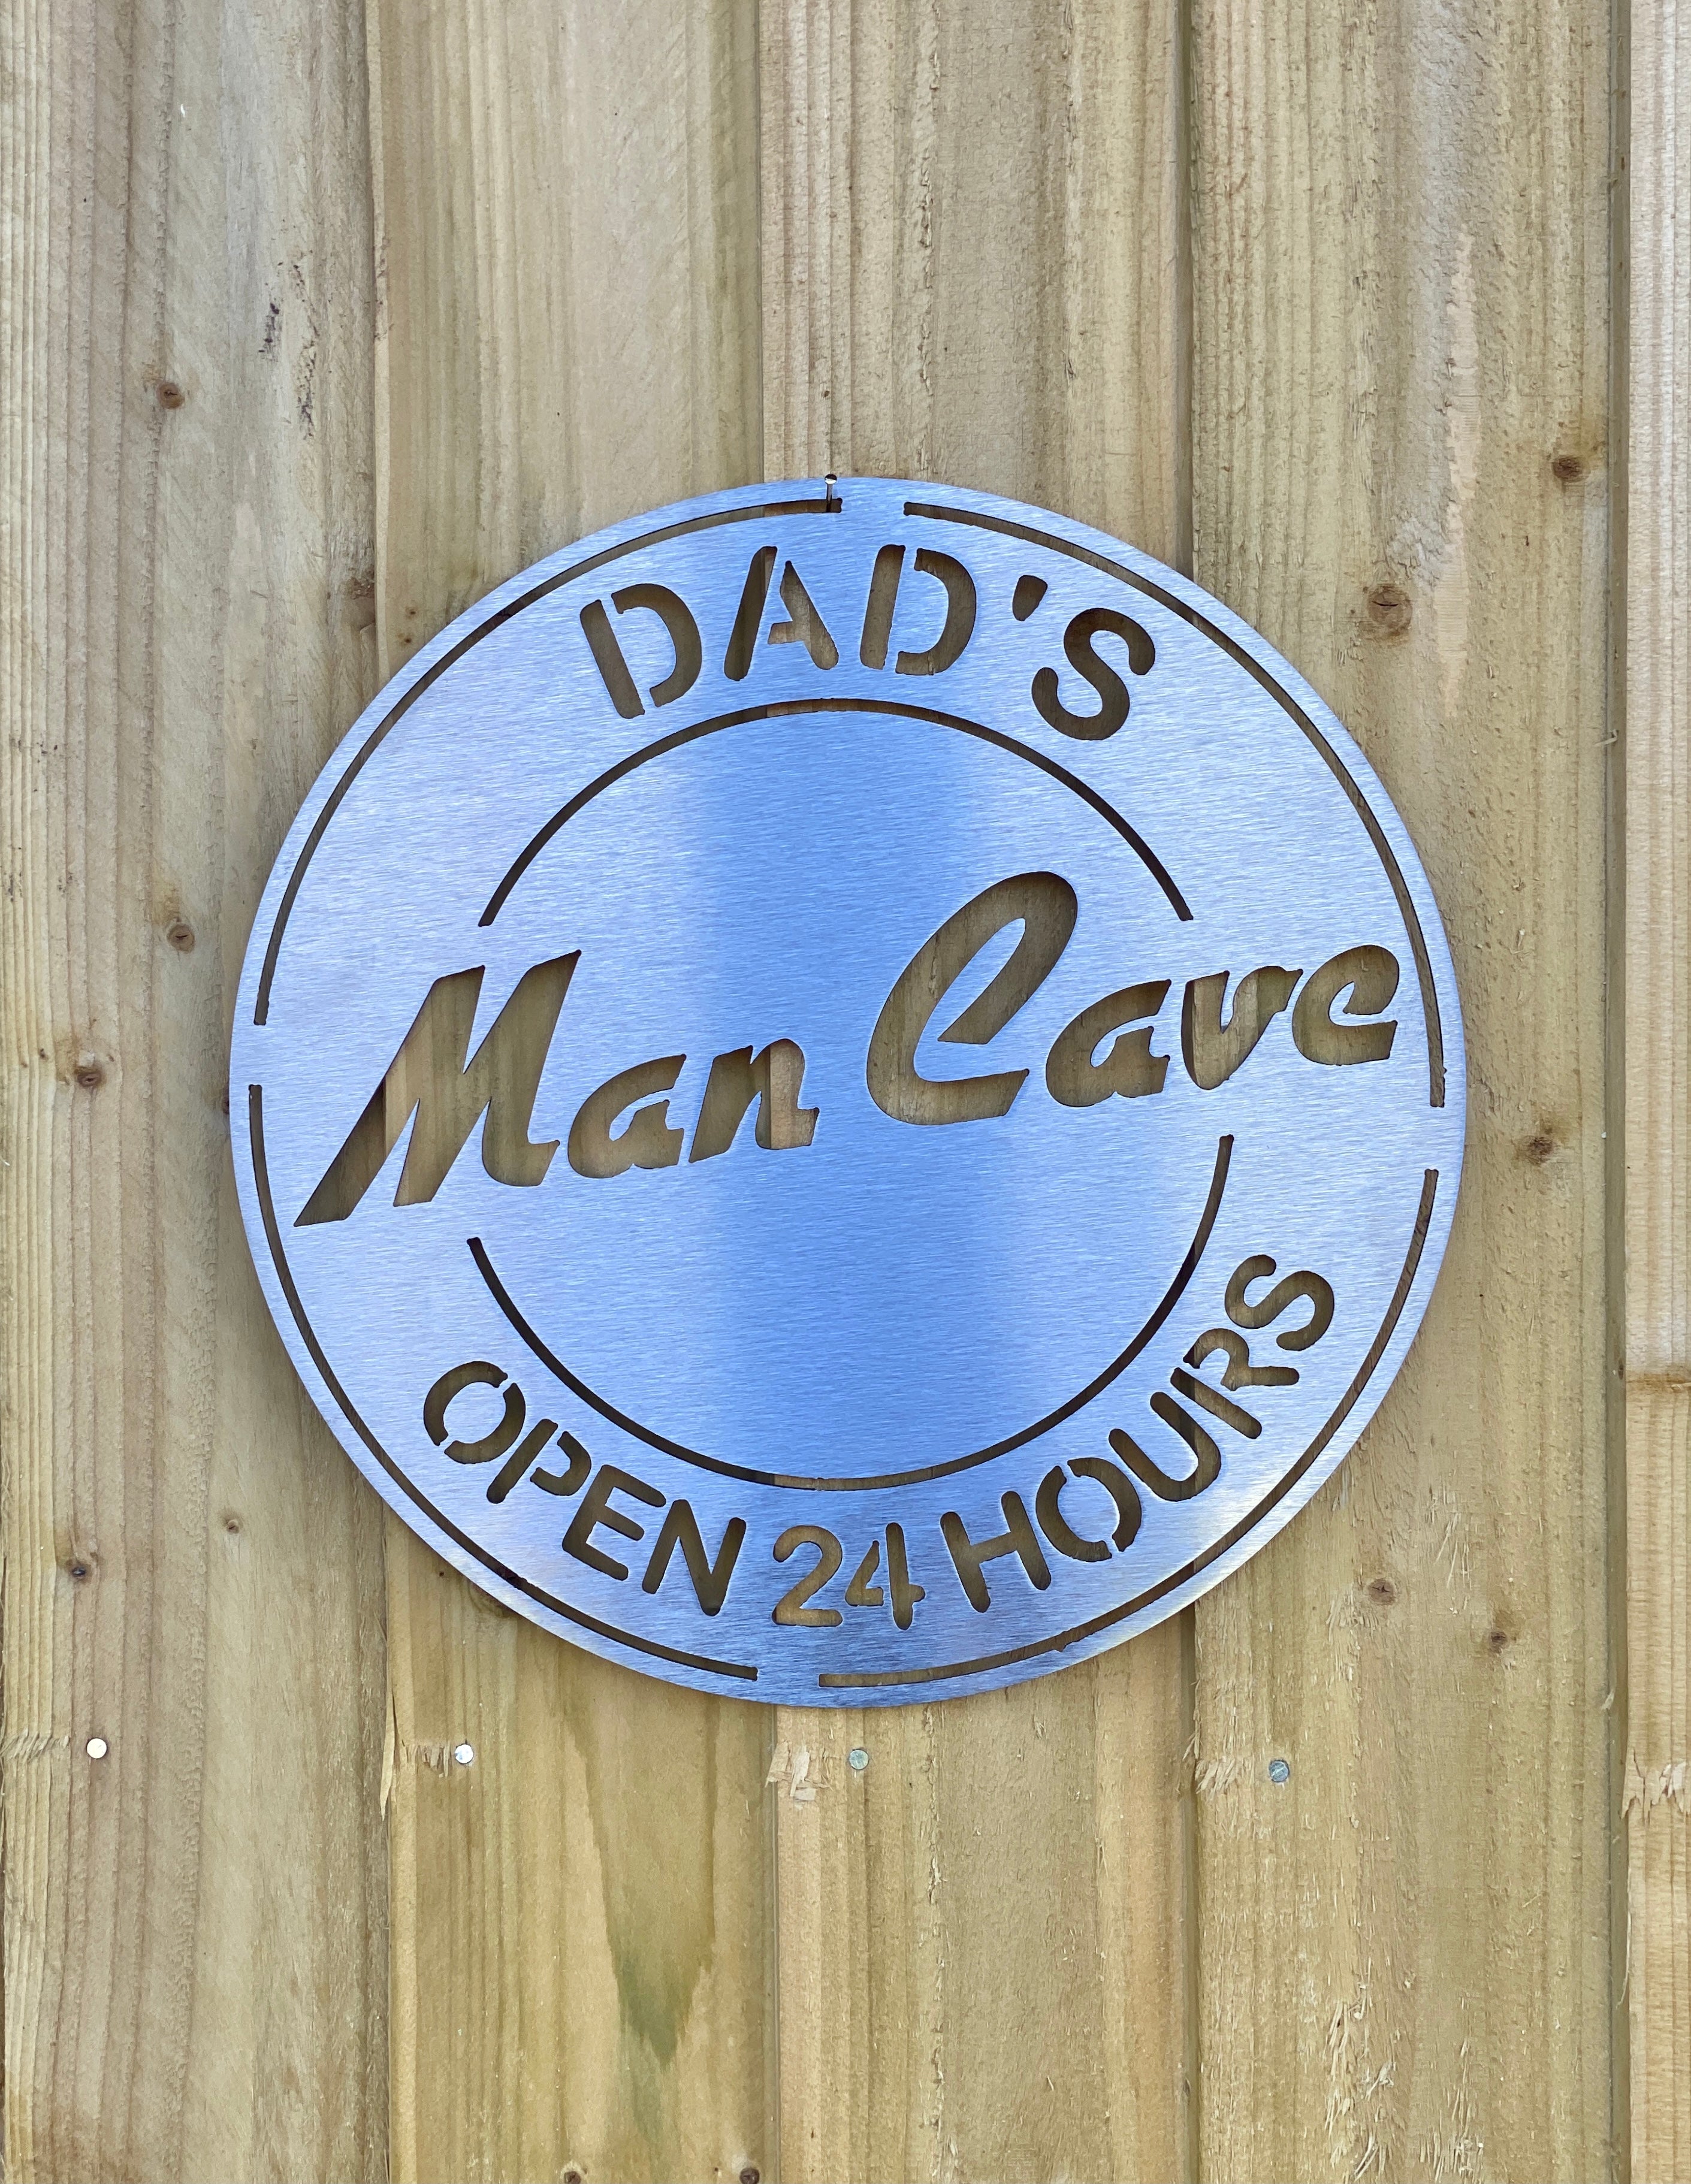 DAD'S
Man Cave
OPEN 24 HOURS